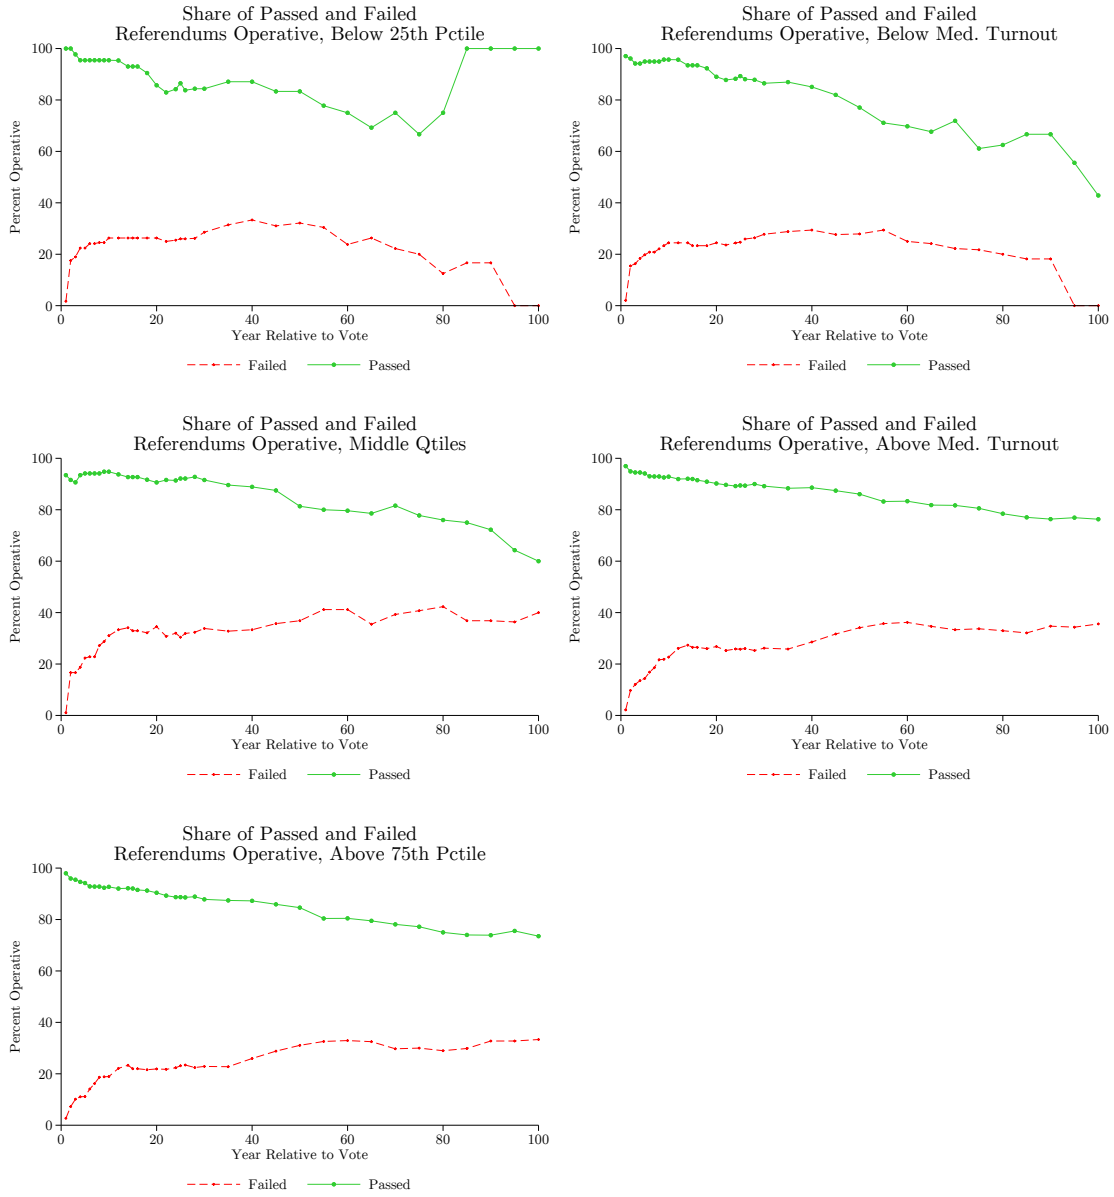 Share of Passed and Failed
Referendums Operative, Below 25th Pctile
Percent Operative
100
80
60
40
20
0
0 20 40 60 80 100
Year Relative to Vote
Failed Passed
Share of Passed and Failed
Referendums Operative, Below Med. Turnout
Percent Operative
100
80
60
40
20
0
0 20 40 60 80 100
Year Relative to Vote
Failed Passed
Share of Passed and Failed
Referendums Operative, Middle Qtiles
Percent Operative
100
80
60
40
20
0
0 20 40 60 80 100
Year Relative to Vote
Failed Passed
Share of Passed and Failed
Referendums Operative, Above Med. Turnout
Percent Operative
100
80
60
40
20
0
0 20 40 60 80 100
Year Relative to Vote
Failed Passed
Share of Passed and Failed
Referendums Operative, Above 75th Pctile
Percent Operative
100
80
60
40
20
0
0 20 40 60 80 100
Year Relative to Vote
Failed Passed